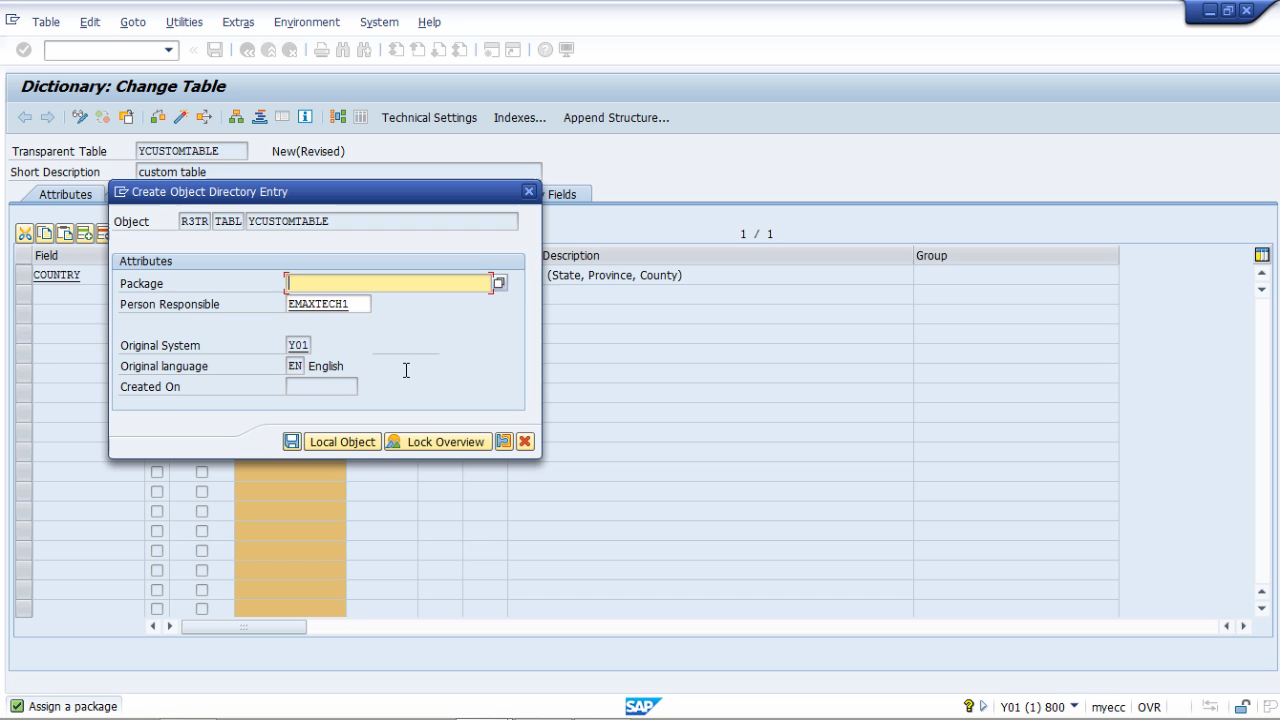 Table Edit Goto Utilities Extras Environment System Help
Dictionary: Change Table
Technical Settings Indexes... Append Structure...
Transparent Table YCUSTOMTABLE New(Revised)
Short Description custom table
Attributes Fields
Create Object Directory Entry
Object R3TR TABL YCUSTOMTABLE
1 / 1
Field Description Group
COUNTRY (State, Province, County)
Attributes
Package
Person Responsible EMAXTECH1
Original System Y01
Original language EN English
Created On
Local Object Lock Overview
Assign a package SAP Y01 (1) 800 myecc OVR